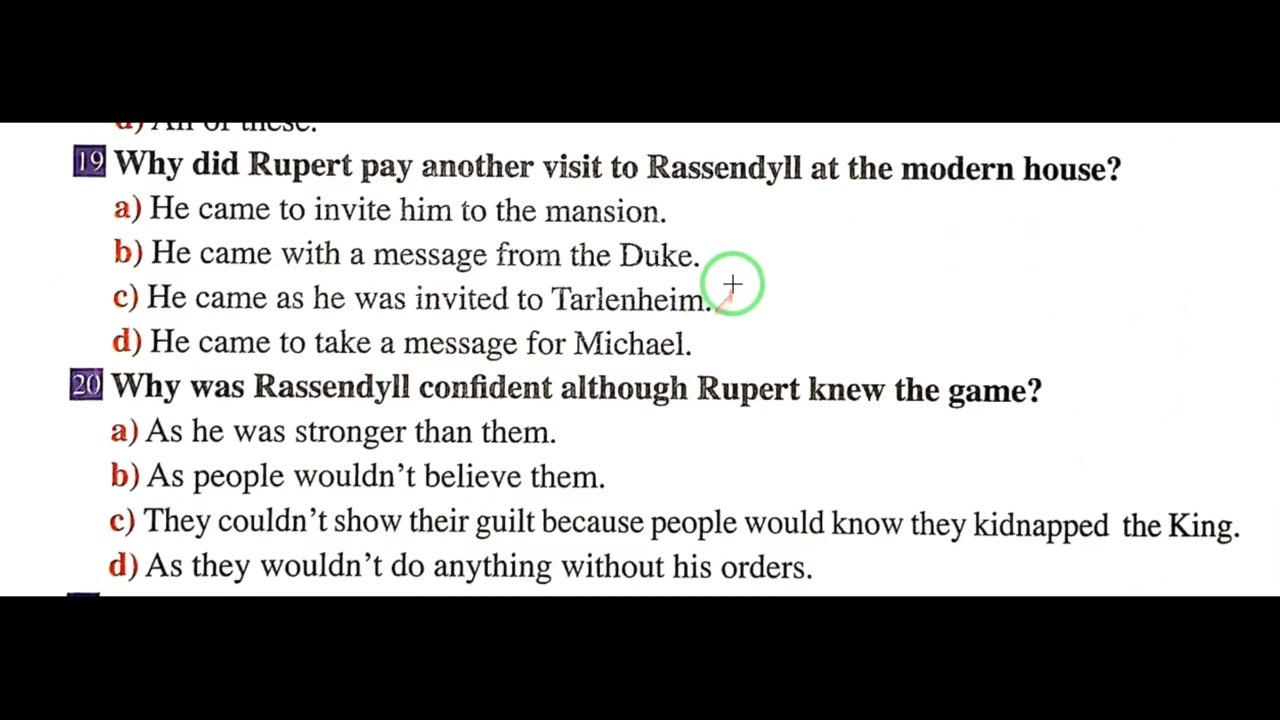 d) All of these.
19 Why did Rupert pay another visit to Rassendyll at the modern house?
a) He came to invite him to the mansion.
b) He came with a message from the Duke.
c) He came as he was invited to Tarlenheim.
d) He came to take a message for Michael.
20 Why was Rassendyll confident although Rupert knew the game?
a) As he was stronger than them.
b) As people wouldn't believe them.
c) They couldn't show their guilt because people would know they kidnapped the King.
d) As they wouldn't do anything without his orders.